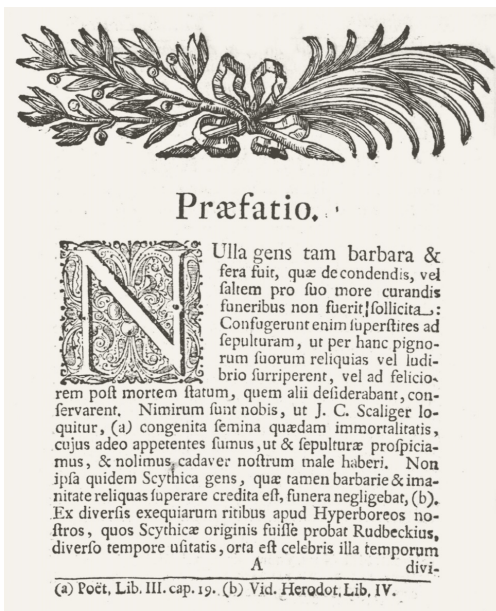 Præfatio.
NUlla gens tam barbara &
fera fuit, quæ de condendis, vel
ſaltem pro ſuo more curandis
funeribus non fuerit ſollicita:
Confugerunt enim ſuperſtites ad
ſepulturam, ut per hanc pigno-
rum ſuorum reliquias vel ludi-
brio ſurriperent, vel ad felicio-
rem poſt mortem ſtatum, quem alii deſiderabant, con-
ſervarent. Nimirum ſunt nobis, ut J. C. Scaliger lo-
quitur, (a) congenita ſemina quædam immortalitatis,
cujus adeo appetentes ſumus, ut & ſepulturæ proſpicia-
mus, & nolimus cadaver noſtrum male haberi. Non
ipſa quidem Scythica gens, quæ tamen barbarie & ima-
nitate reliquas ſuperare credita eſt, funera negligebat, (b).
Ex diverſis exequiarum ritibus apud Hyperboreos no-
ſtros, quos Scythicæ originis fuiſſe probat Rudbeckius,
diverſo tempore uſitatis, orta eſt celebris illa temporum
A divi-
(a) Poët, Lib. III. cap. 19. (b) Vid. Herodot, Lib. IV.